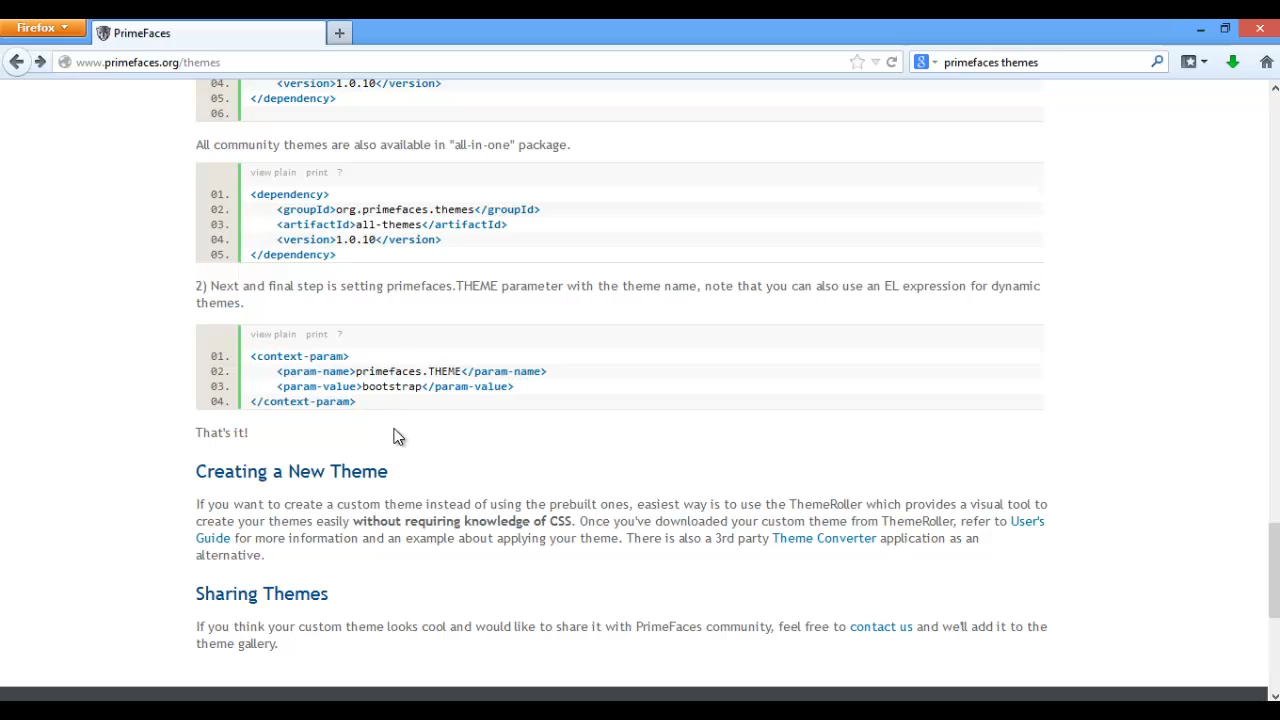 Firefox
PrimeFaces
www.primefaces.org/themes
primefaces themes
04. <version>1.0.10</version>
05. </dependency>
06.
All community themes are also available in "all-in-one" package.
view plain print ?
01. <dependency>
02. <groupId>org.primefaces.themes</groupId>
03. <artifactId>all-themes</artifactId>
04. <version>1.0.10</version>
05. </dependency>
2) Next and final step is setting primefaces.THEME parameter with the theme name, note that you can also use an EL expression for dynamic
themes.
view plain print ?
01. <context-param>
02. <param-name>primefaces.THEME</param-name>
03. <param-value>bootstrap</param-value>
04. </context-param>
That's it!
Creating a New Theme
If you want to create a custom theme instead of using the prebuilt ones, easiest way is to use the ThemeRoller which provides a visual tool to
create your themes easily without requiring knowledge of CSS. Once you've downloaded your custom theme from ThemeRoller, refer to User's
Guide for more information and an example about applying your theme. There is also a 3rd party Theme Converter application as an
alternative.
Sharing Themes
If you think your custom theme looks cool and would like to share it with PrimeFaces community, feel free to contact us and we'll add it to the
theme gallery.